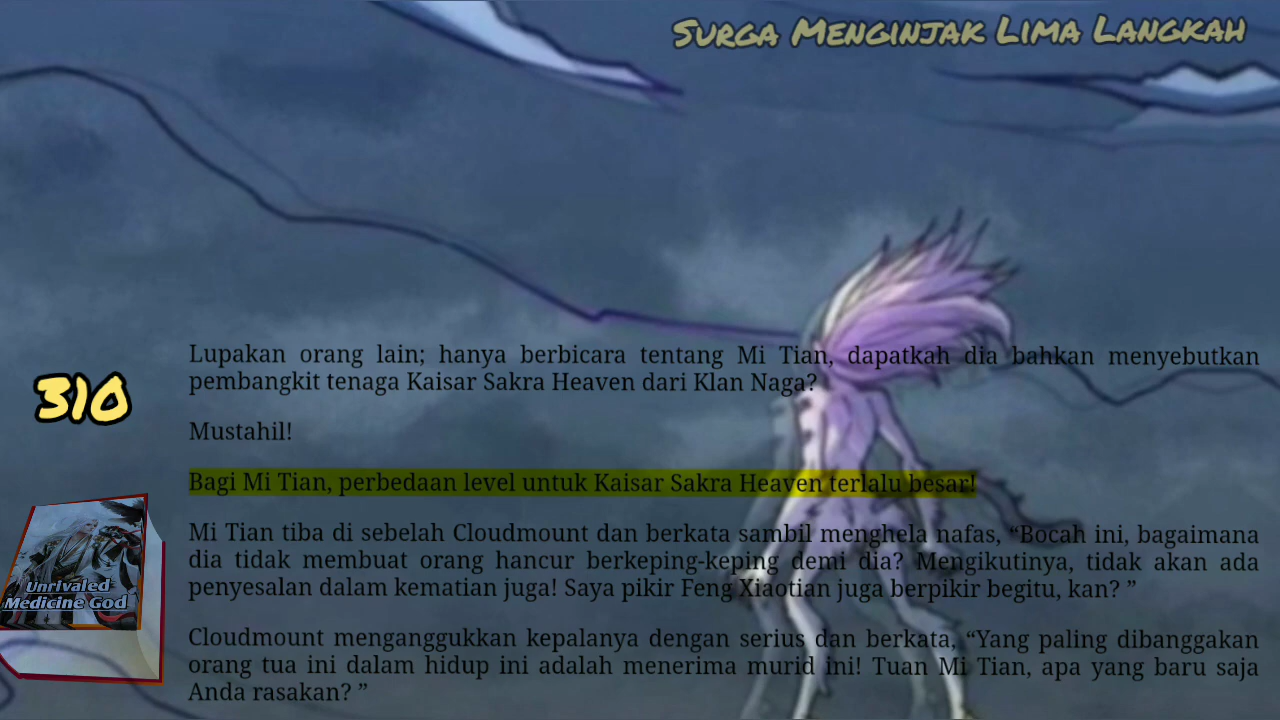 Surga Menginjak Lima Langkah
Lupakan orang lain; hanya berbicara tentang Mi Tian, dapatkah dia bahkan menyebutkan
pembangkit tenaga Kaisar Sakra Heaven dari Klan Naga?
310
Mustahil!
Bagi Mi Tian, perbedaan level untuk Kaisar Sakra Heaven terlalu besar!
Mi Tian tiba di sebelah Cloudmount dan berkata sambil menghela nafas, “Bocah ini, bagaimana
dia tidak membuat orang hancur berkeping-keping demi dia? Mengikutinya, tidak akan ada
penyesalan dalam kematian juga! Saya pikir Feng Xiaotian juga berpikir begitu, kan? ”
Unrivaled
Medicine God
Cloudmount menganggukkan kepalanya dengan serius dan berkata, “Yang paling dibanggakan
orang tua ini dalam hidup ini adalah menerima murid ini! Tuan Mi Tian, apa yang baru saja
Anda rasakan? ”